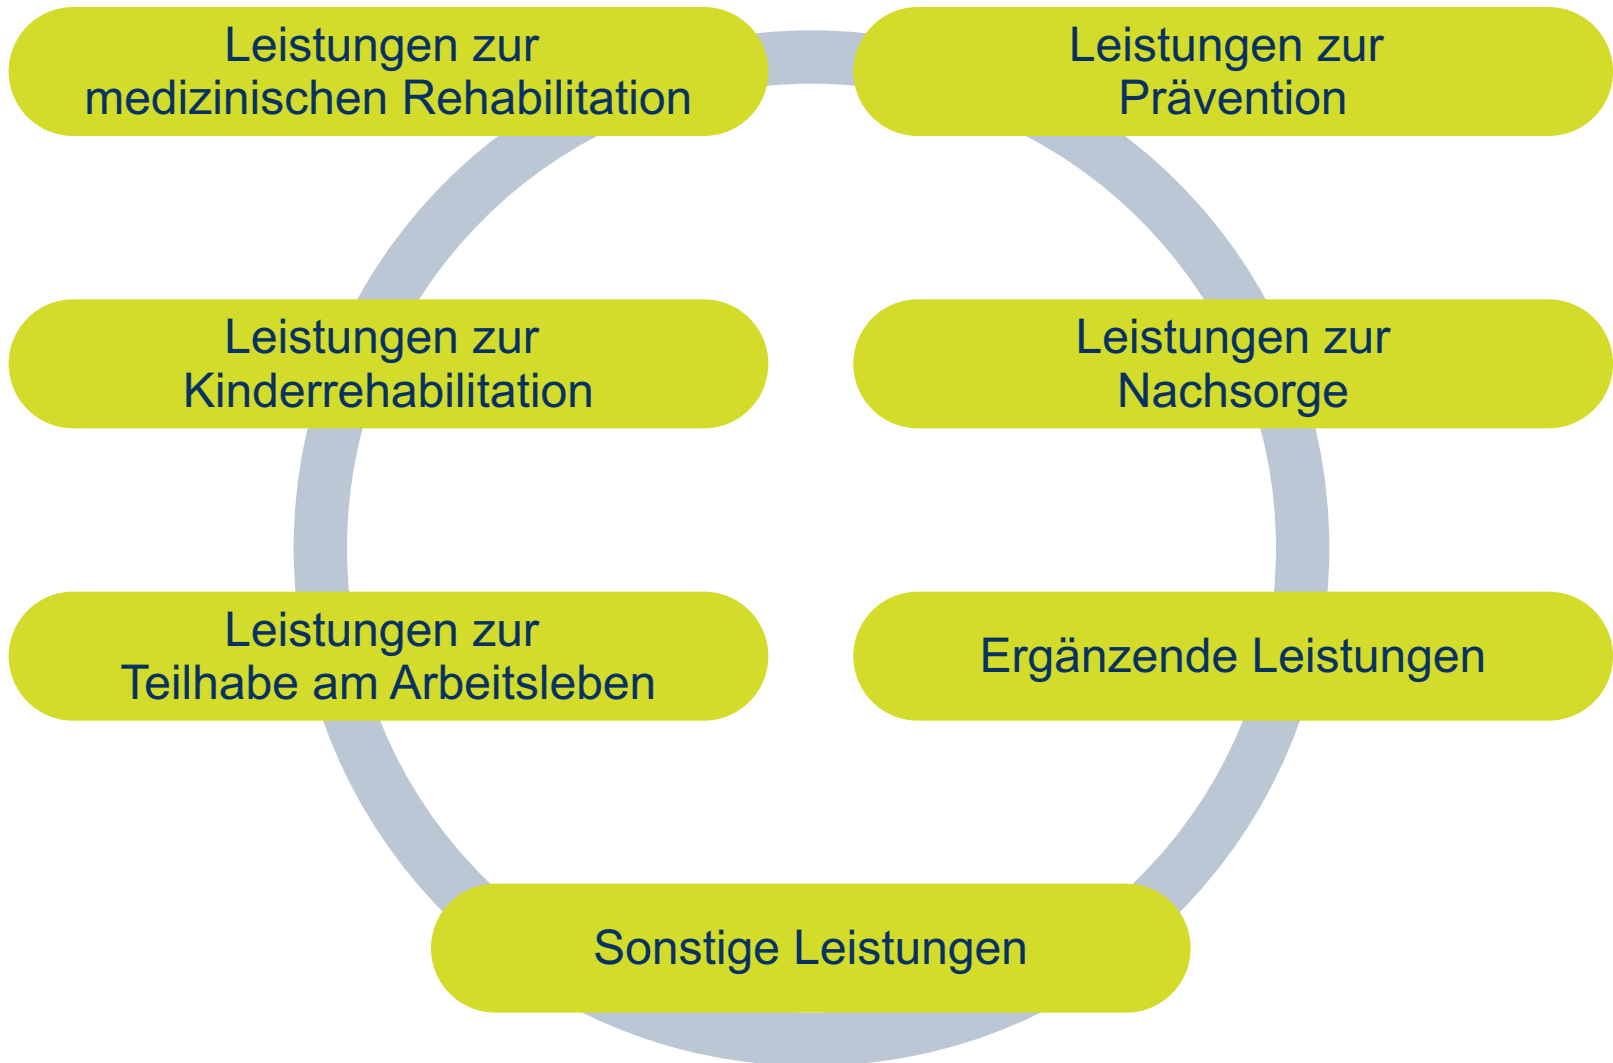 Leistungen zur
medizinischen Rehabilitation
Leistungen zur
Prävention
Leistungen zur
Kinderrehabilitation
Leistungen zur
Nachsorge
Leistungen zur
Teilhabe am Arbeitsleben
Ergänzende Leistungen
Sonstige Leistungen